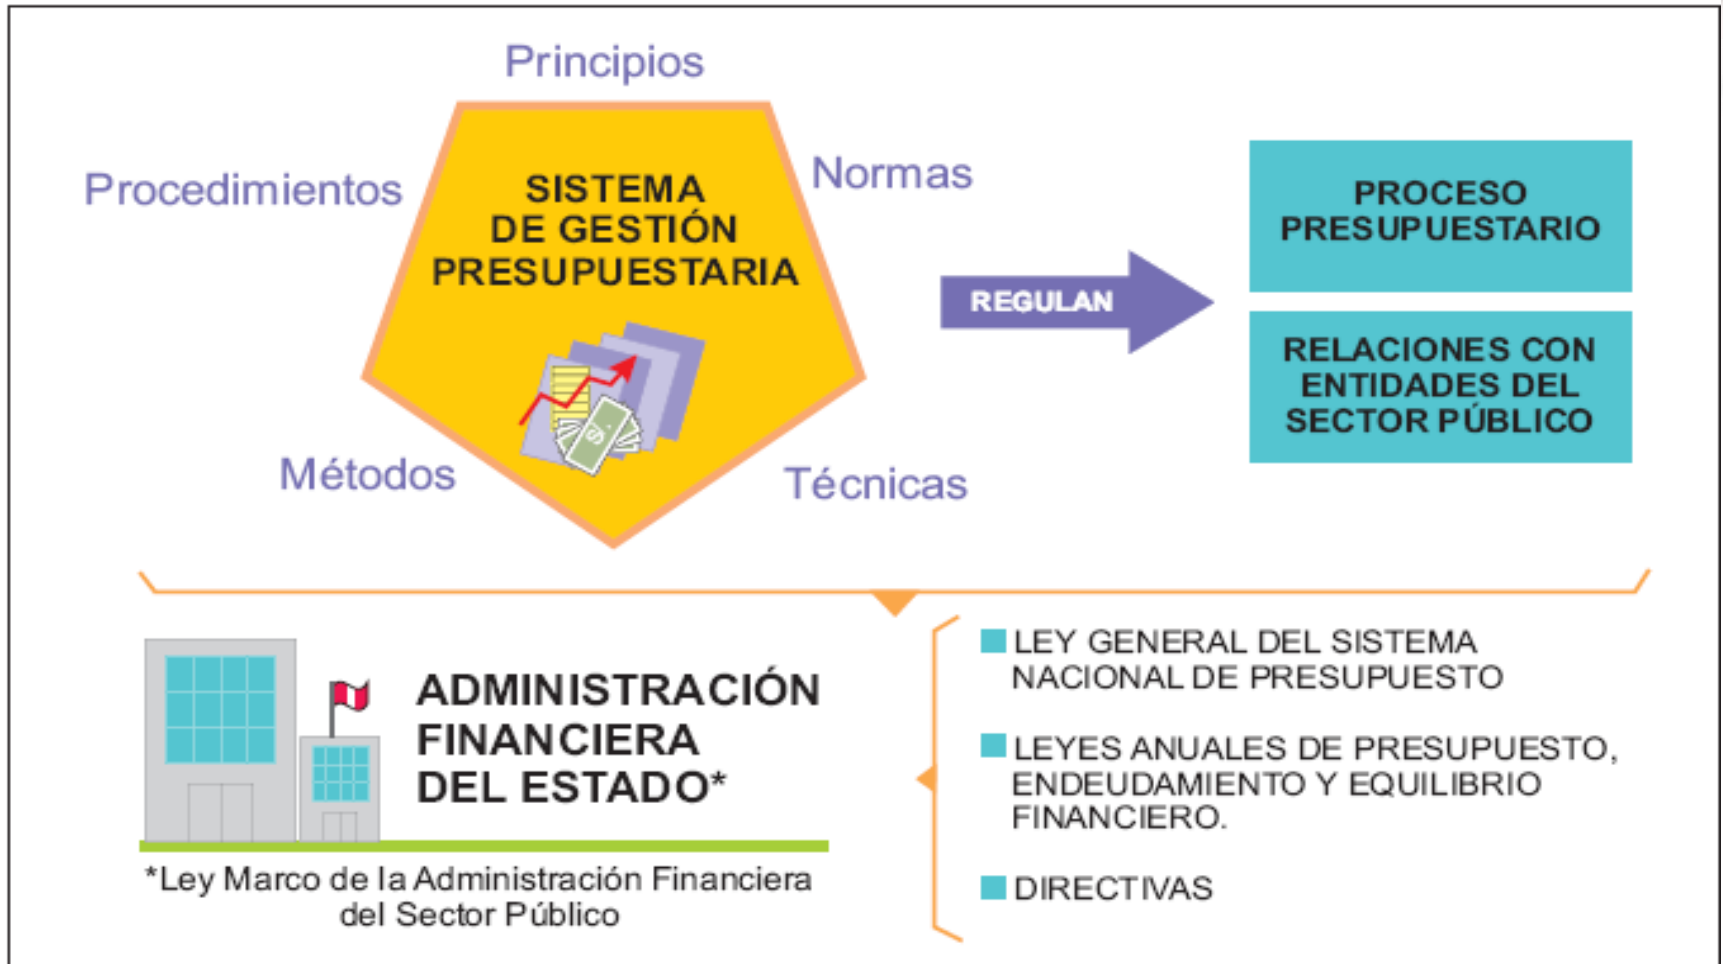 Principios
Procedimientos
Normas
SISTEMA
DE GESTIÓN
PRESUPUESTARIA
S/.
Métodos
Técnicas
REGULAN
PROCESO
PRESUPUESTARIO
RELACIONES CON
ENTIDADES DEL
SECTOR PÚBLICO
ADMINISTRACIÓN
FINANCIERA
DEL ESTADO*
*Ley Marco de la Administración Financiera
del Sector Público
LEY GENERAL DEL SISTEMA
NACIONAL DE PRESUPUESTO
LEYES ANUALES DE PRESUPUESTO,
ENDEUDAMIENTO Y EQUILIBRIO
FINANCIERO.
DIRECTIVAS